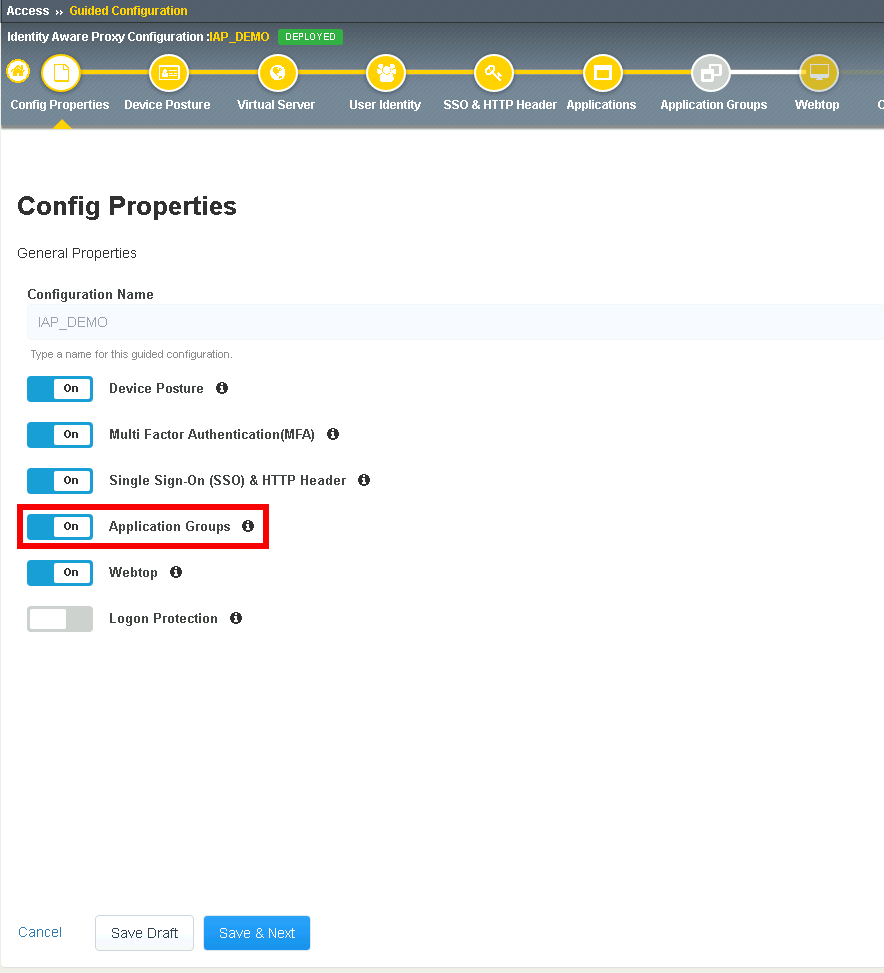 Access ›› Guided Configuration
Identity Aware Proxy Configuration :IAP_DEMO DEPLOYED
Config Properties Device Posture Virtual Server User Identity SSO & HTTP Header Applications Application Groups Webtop
Config Properties
General Properties
Configuration Name
IAP_DEMO
Type a name for this guided configuration.
On Device Posture
On Multi Factor Authentication(MFA)
On Single Sign-On (SSO) & HTTP Header
On Application Groups
On Webtop
Logon Protection
Cancel Save Draft Save & Next